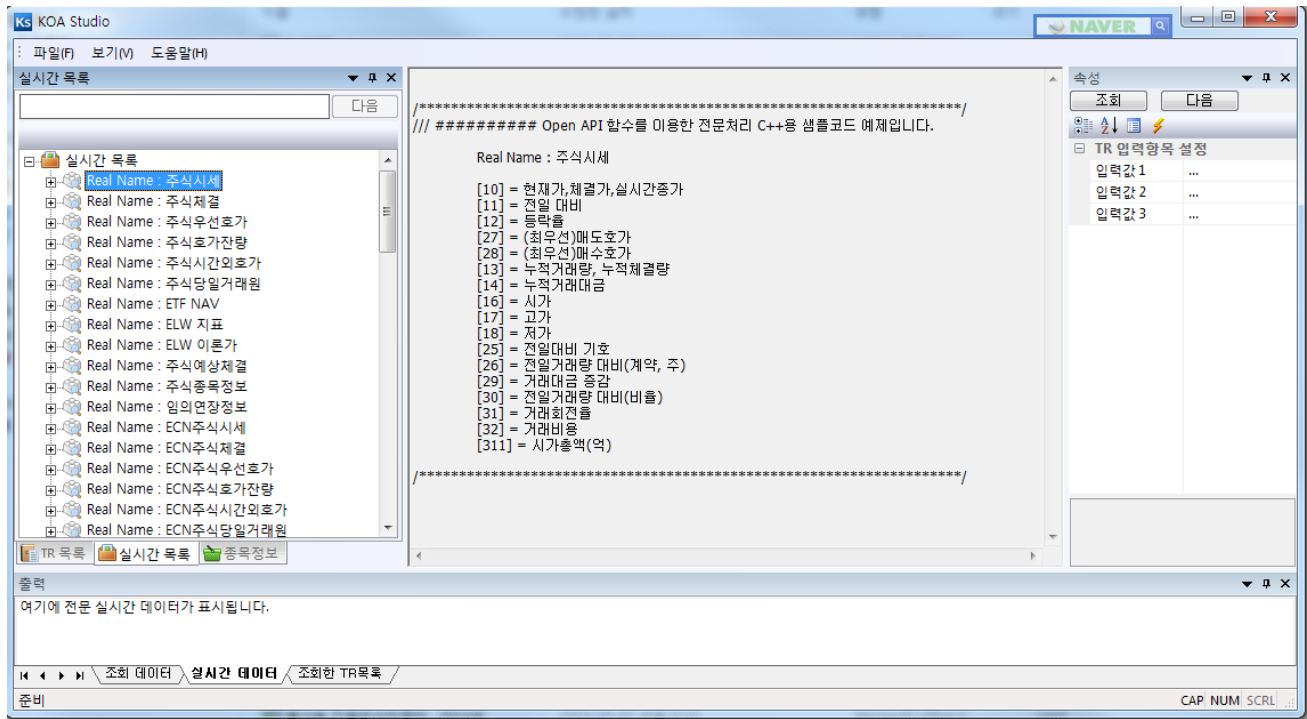 Ks KOA Studio
NAVER
파일(F) 보기(V) 도움말(H)
실시간 목록
다음
실시간 목록
Real Name : 주식시세
Real Name : 주식체결
Real Name : 주식우선호가
Real Name : 주식호가잔량
Real Name : 주식시간외호가
Real Name : 주식당일거래원
Real Name : ETF NAV
Real Name : ELW 지표
Real Name : ELW 이론가
Real Name : 주식예상체결
Real Name : 주식종목정보
Real Name : 임의연장정보
Real Name : ECN주식시세
Real Name : ECN주식체결
Real Name : ECN주식우선호가
Real Name : ECN주식호가잔량
Real Name : ECN주식시간외호가
Real Name : ECN주식당일거래원
TR 목록 실시간 목록 종목정보
/********************************************************************/
/// ########## Open API 함수를 이용한 전문처리 C++용 샘플코드 예제입니다.
Real Name : 주식시세
[10] = 현재가,체결가,실시간종가
[11] = 전일 대비
[12] = 등락율
[27] = (최우선)매도호가
[28] = (최우선)매수호가
[13] = 누적거래량, 누적체결량
[14] = 누적거래대금
[16] = 시가
[17] = 고가
[18] = 저가
[25] = 전일대비 기호
[26] = 전일거래량 대비(계약, 주)
[29] = 거래대금 증감
[30] = 전일거래량 대비(비율)
[31] = 거래회전율
[32] = 거래비용
[311] = 시가총액(억)
/********************************************************************/
속성
조회 다음
TR 입력항목 설정
입력값 1 ...
입력값 2 ...
입력값 3 ...
출력
여기에 전문 실시간 데이터가 표시됩니다.
조회 데이터 실시간 데이터 조회한 TR목록
준비
CAP NUM SCRL